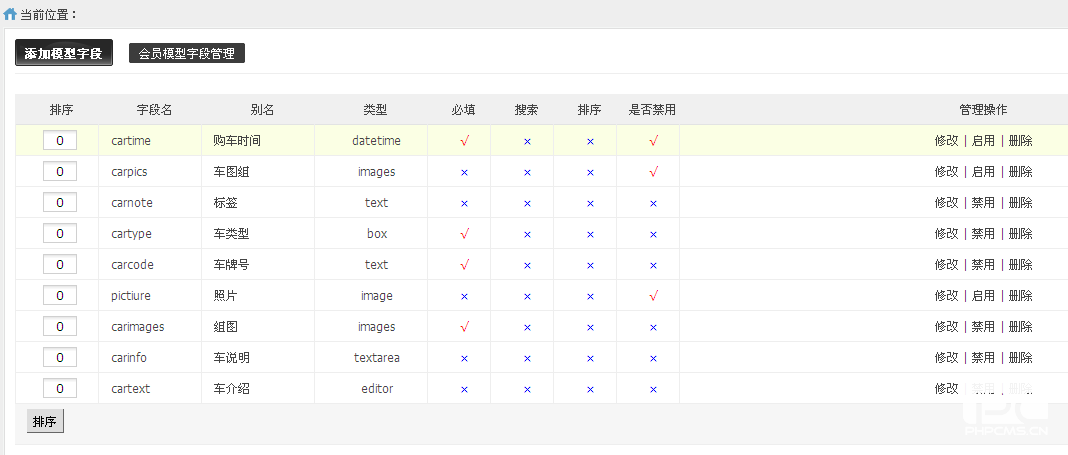 当前位置：
添加模型字段 会员模型字段管理
排序 字段名 别名 类型 必填 搜索 排序 是否禁用 管理操作
0 cartime 购车时间 datetime √ × × √ 修改 | 启用 | 删除
0 carpics 车图组 images × × × √ 修改 | 启用 | 删除
0 carnote 标签 text × × × × 修改 | 禁用 | 删除
0 cartype 车类型 box √ × × × 修改 | 禁用 | 删除
0 carcode 车牌号 text √ × × × 修改 | 禁用 | 删除
0 pictiure 照片 image × × × √ 修改 | 启用 | 删除
0 carimages 组图 images √ × × × 修改 | 禁用 | 删除
0 carinfo 车说明 textarea × × × × 修改 | 禁用 | 删除
0 cartext 车介绍 editor × × × × 修改 | 禁用 | 删除
排序
PHPCMS.CN